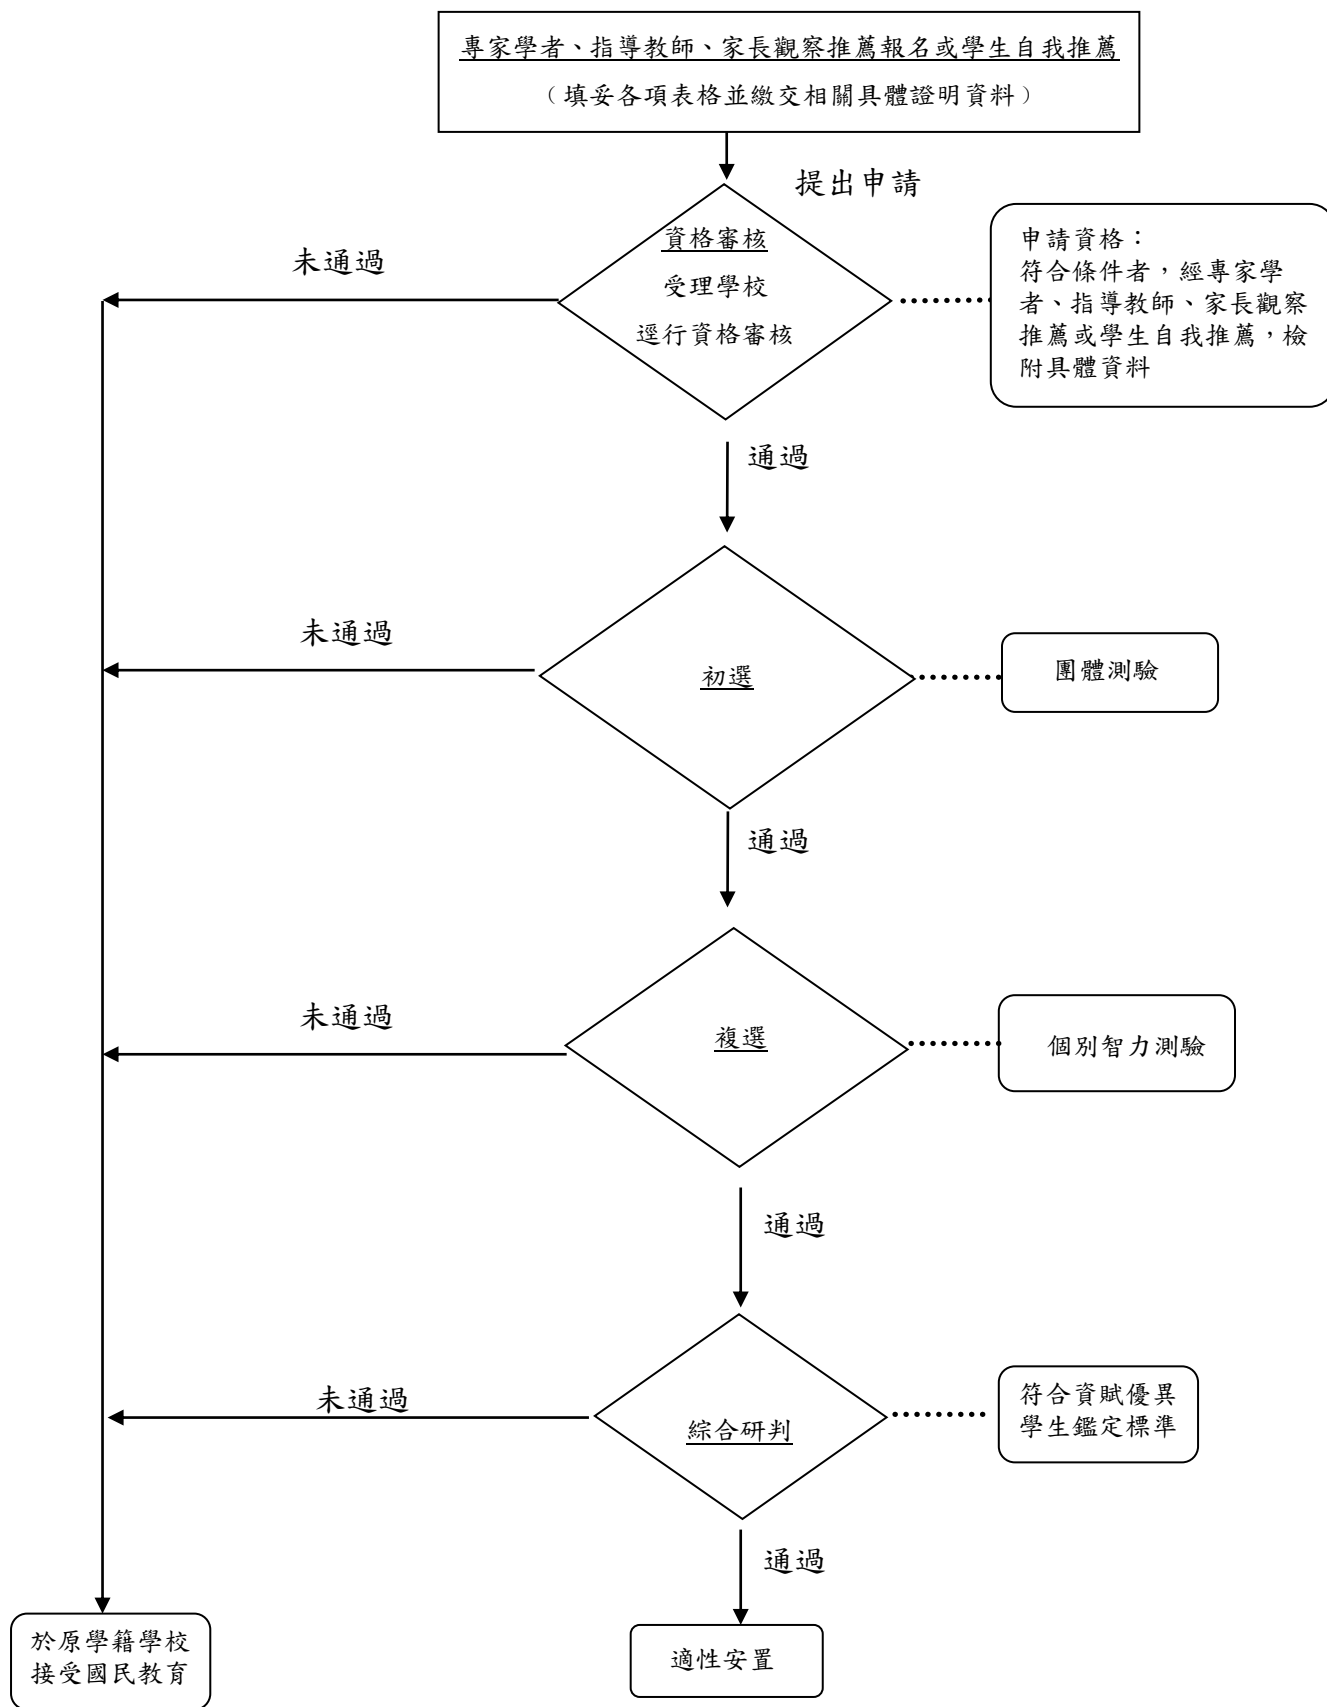 專家學者、指導教師、家長觀察推薦報名或學生自我推薦
（填妥各項表格並繳交相關具體證明資料）
提出申請
資格審核
受理學校
逕行資格審核
未通過
申請資格：
符合條件者，經專家學
者、指導教師、家長觀察
推薦或學生自我推薦，檢
附具體資料
通過
未通過
初選
團體測驗
通過
未通過
複選
個別智力測驗
通過
未通過
綜合研判
符合資賦優異
學生鑑定標準
通過
於原學籍學校
接受國民教育
適性安置